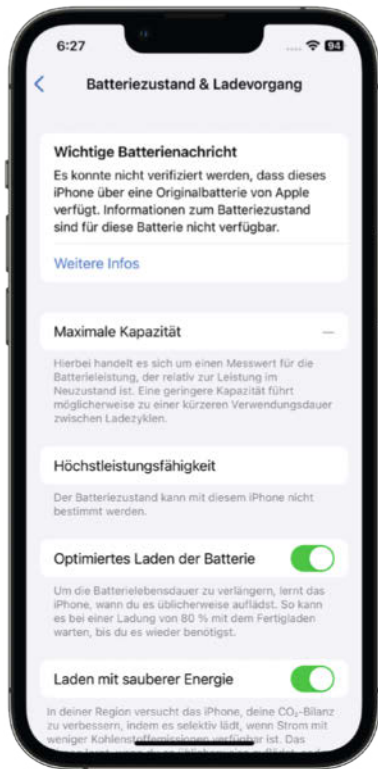 6:27
94
Batteriezustand & Ladevorgang
Wichtige Batterienachricht
Es konnte nicht verifiziert werden, dass dieses
iPhone über eine Originalbatterie von Apple
verfügt. Informationen zum Batteriezustand
sind für diese Batterie nicht verfügbar.
Weitere Infos
Maximale Kapazität —
Hierbei handelt es sich um einen Messwert für die
Batterieleistung, der relativ zur Leistung im
Neuzustand ist. Eine geringere Kapazität führt
möglicherweise zu einer kürzeren Verwendungsdauer
zwischen Ladezyklen.
Höchstleistungsfähigkeit
Der Batteriezustand kann mit diesem iPhone nicht
bestimmt werden.
Optimiertes Laden der Batterie
Um die Batterielebensdauer zu verlängern, lernt das
iPhone, wann du es üblicherweise auflädst. So kann
es bei einer Ladung von 80 % mit dem Fertigladen
warten, bis du es wieder benötigst.
Laden mit sauberer Energie
In deiner Region versucht das iPhone, deine CO₂-Bilanz
zu verbessern, indem es selektiv lädt, wenn Strom mit
weniger Kohlenstoffemissionen verfügbar ist. Das